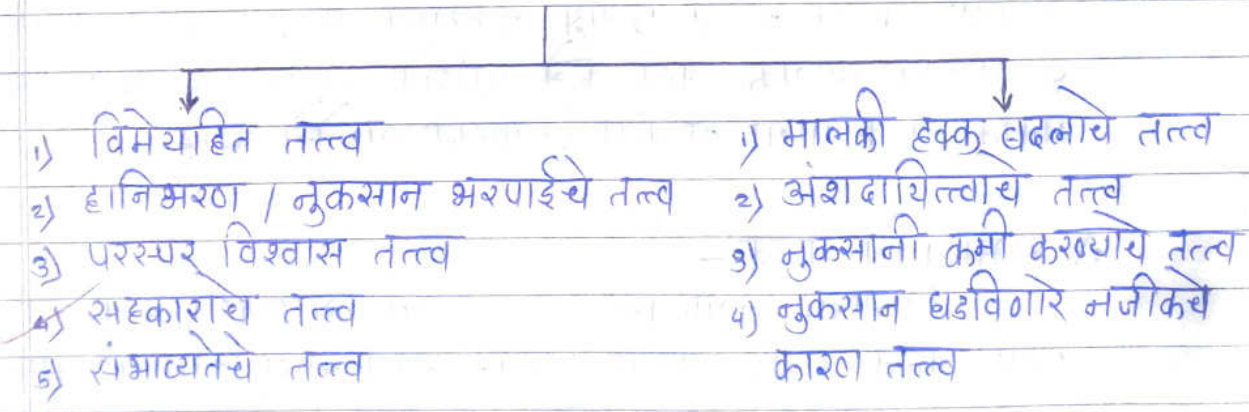 1) विमेयहित तत्त्व
2) हानिभरण / नुकसान भरपाईचे तत्त्व
3) परस्पर विश्वास तत्त्व
4) सहकाराचे तत्त्व
5) संभाव्यतेचे तत्त्व
1) मालकी हक्क बदलाचे तत्त्व
2) अंशदायित्त्वाचे तत्त्व
3) नुकसानी कमी करण्याचे तत्त्व
4) नुकसान घडविणारे नजीकचे
कारण तत्त्व